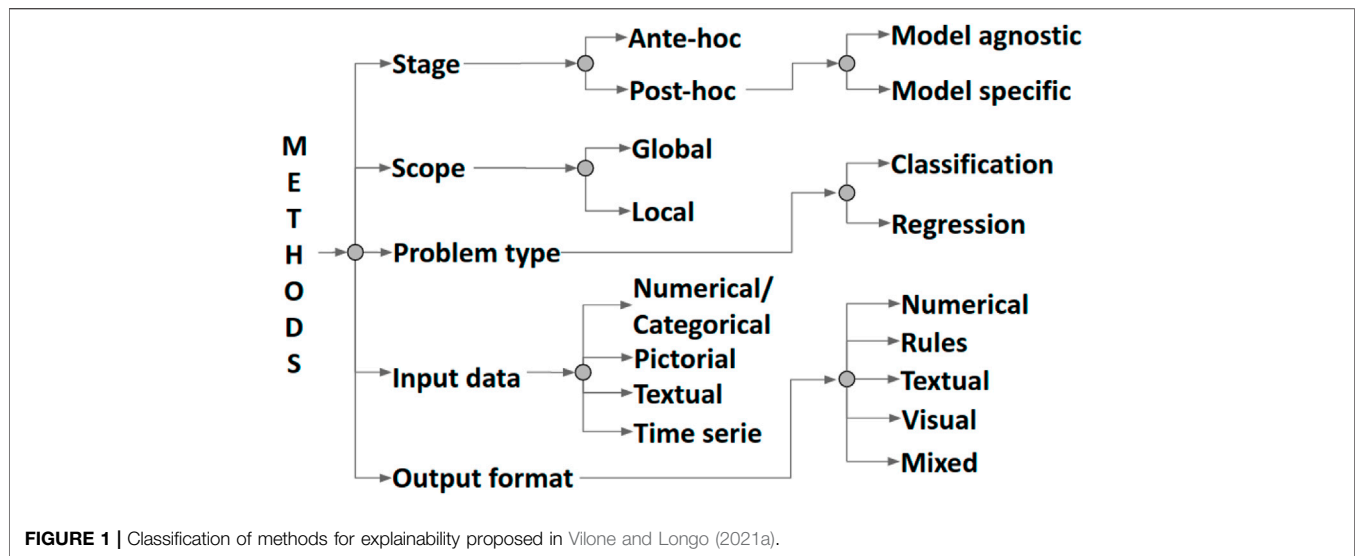 METHODS
Stage
Ante-hoc
Post-hoc
Model agnostic
Model specific
Scope
Global
Local
Problem type
Classification
Regression
Input data
Numerical/
Categorical
Pictorial
Textual
Time serie
Output format
Numerical
Rules
Textual
Visual
Mixed
FIGURE 1 | Classification of methods for explainability proposed in Vilone and Longo (2021a).